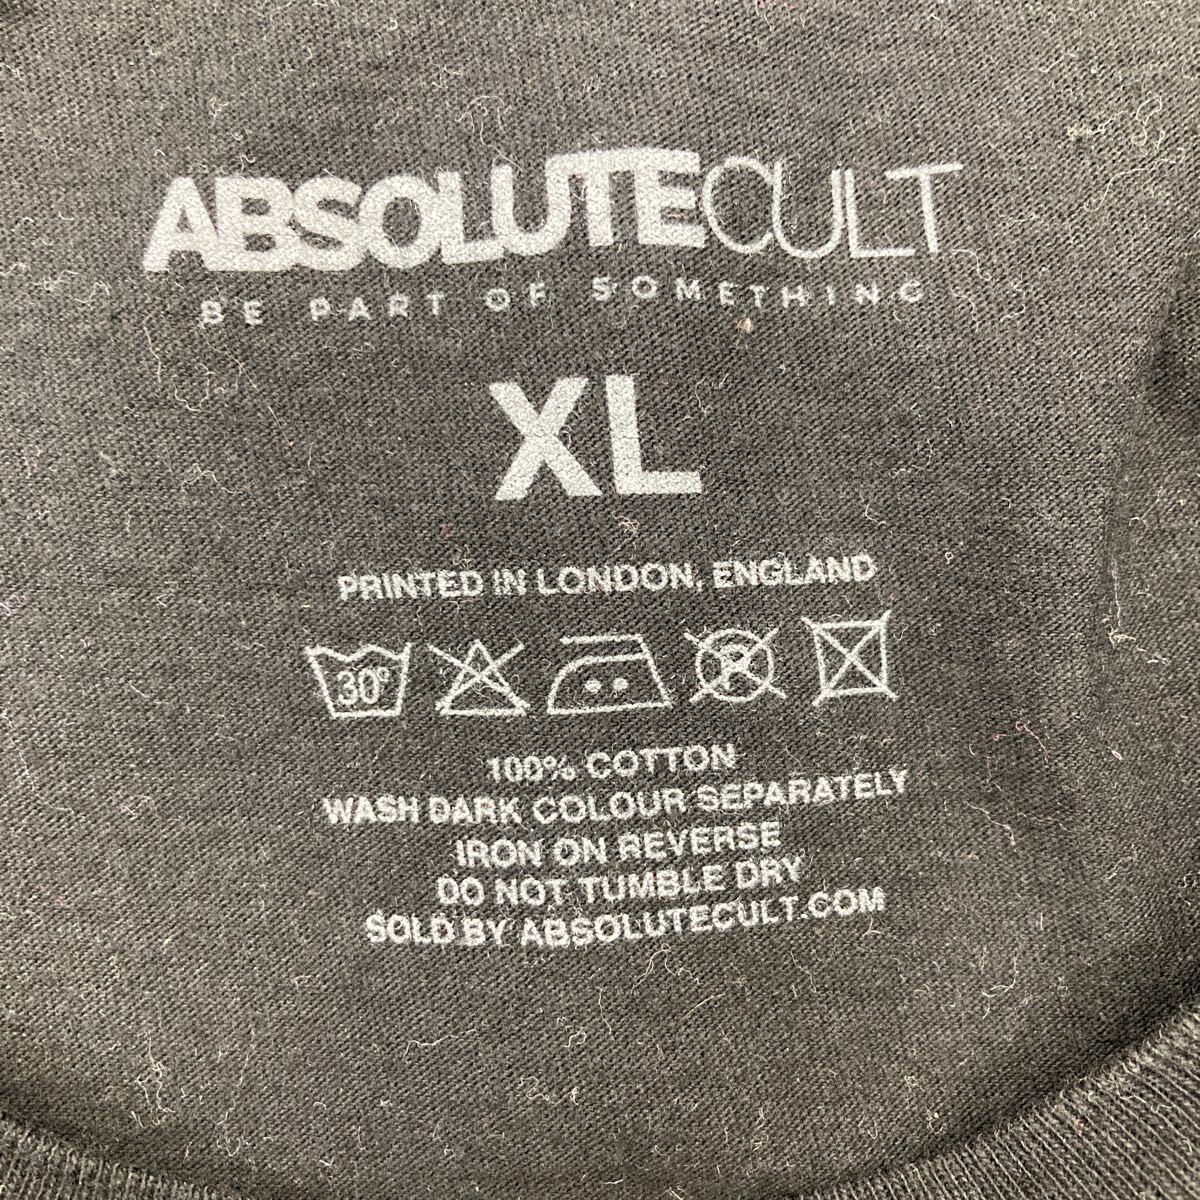 ABSOLUTECULT
BE PART OF SOMETHING
XL
PRINTED IN LONDON, ENGLAND
30° P
100% COTTON
WASH DARK COLOUR SEPARATELY
IRON ON REVERSE
DO NOT TUMBLE DRY
SOLD BY ABSOLUTECULT.COM